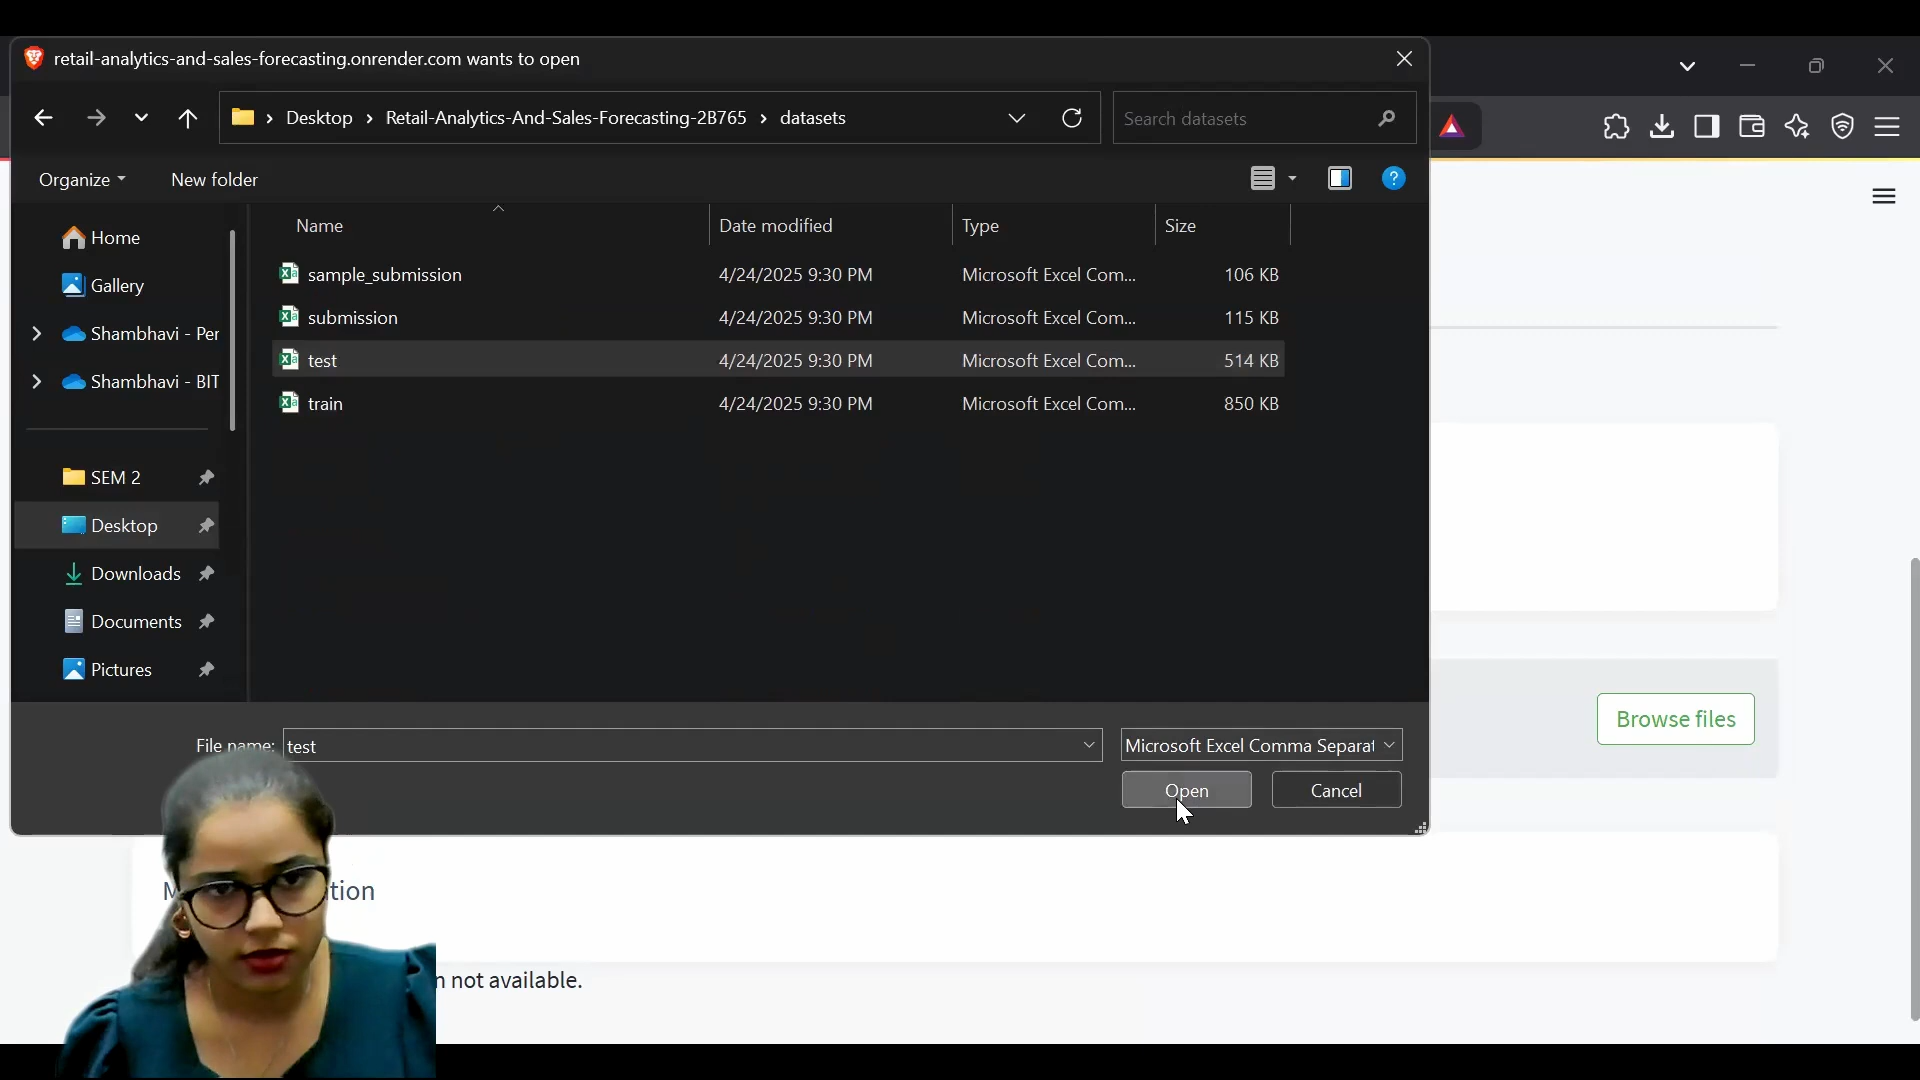 retail-analytics-and-sales-forecasting.onrender.com wants to open
Desktop > Retail-Analytics-And-Sales-Forecasting-2B765 > datasets
Search datasets
Organize
New folder
Name
Date modified
Type
Size
Home
Gallery
Shambhavi - Per
Shambhavi - BIT
SEM 2
Desktop
Downloads
Documents
Pictures
sample_submission 4/24/2025 9:30 PM Microsoft Excel Com... 106 KB
submission 4/24/2025 9:30 PM Microsoft Excel Com... 115 KB
test 4/24/2025 9:30 PM Microsoft Excel Com... 514 KB
train 4/24/2025 9:30 PM Microsoft Excel Com... 850 KB
File name: test
Microsoft Excel Comma Separat
Open
Cancel
Browse files
not available.